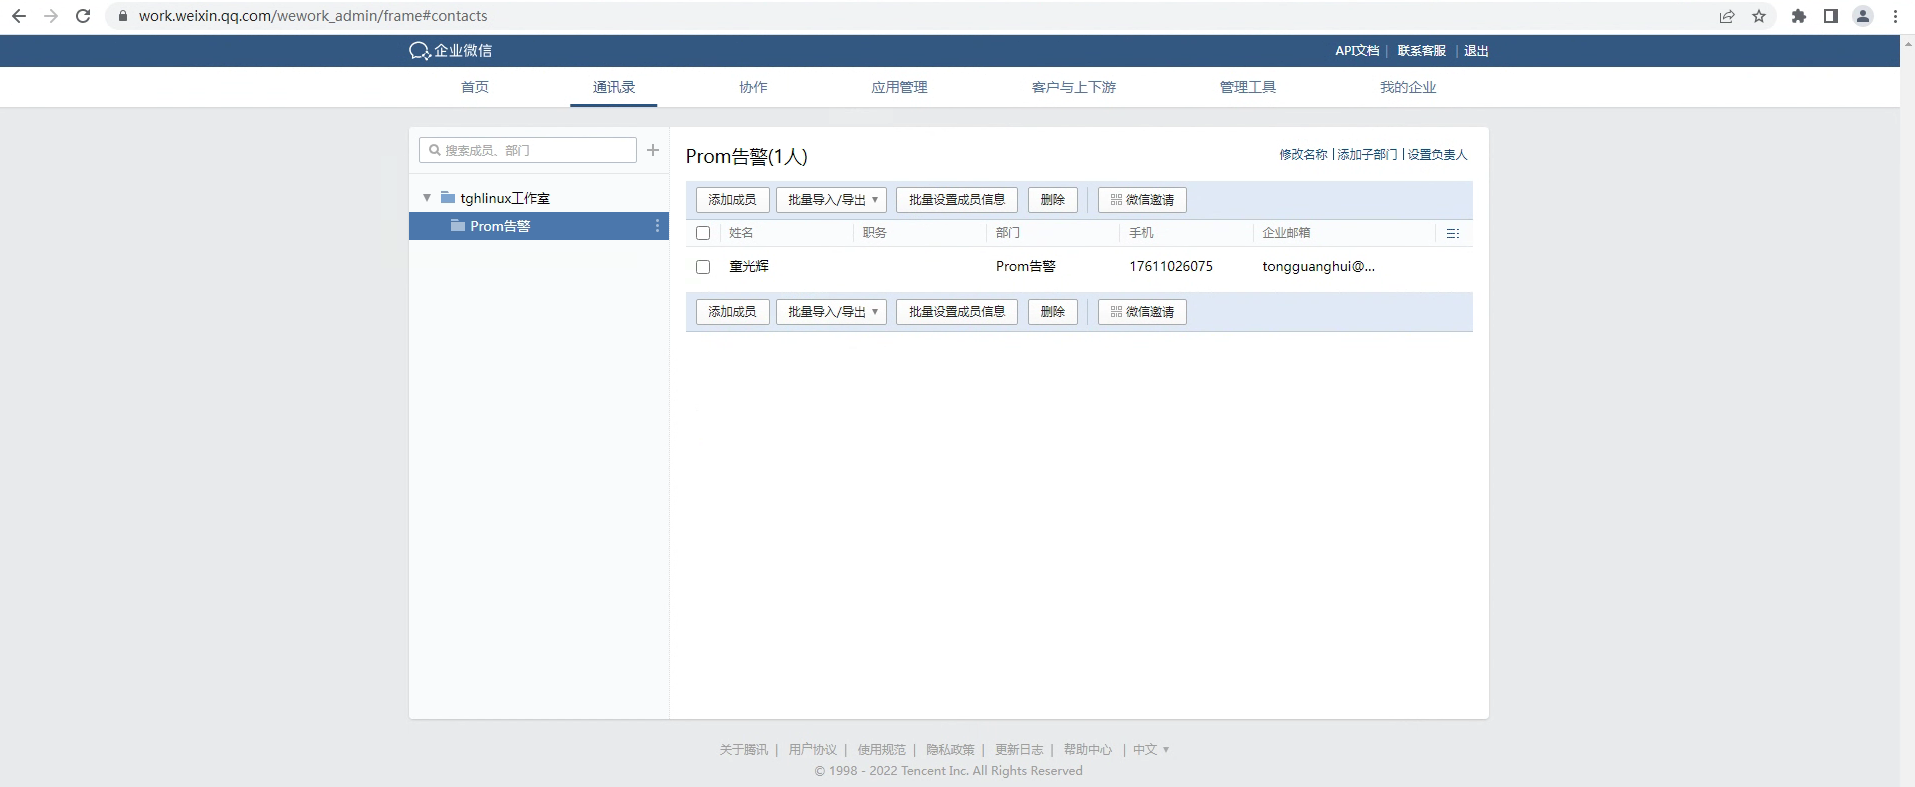 work.weixin.qq.com/wework_admin/frame#contacts
企业微信
API文档 | 联系客服 | 退出
首页 通讯录 协作 应用管理 客户与上下游 管理工具 我的企业
搜索成员、部门
tghlinux工作室
Prom告警
Prom告警(1人)
修改名称 | 添加子部门 | 设置负责人
添加成员 批量导入/导出 批量设置成员信息 删除 微信邀请
姓名 职务 部门 手机 企业邮箱
童光辉 Prom告警 17611026075 tongguanghui@...
添加成员 批量导入/导出 批量设置成员信息 删除 微信邀请
关于腾讯 | 用户协议 | 使用规范 | 隐私政策 | 更新日志 | 帮助中心 | 中文
© 1998 - 2022 Tencent Inc. All Rights Reserved